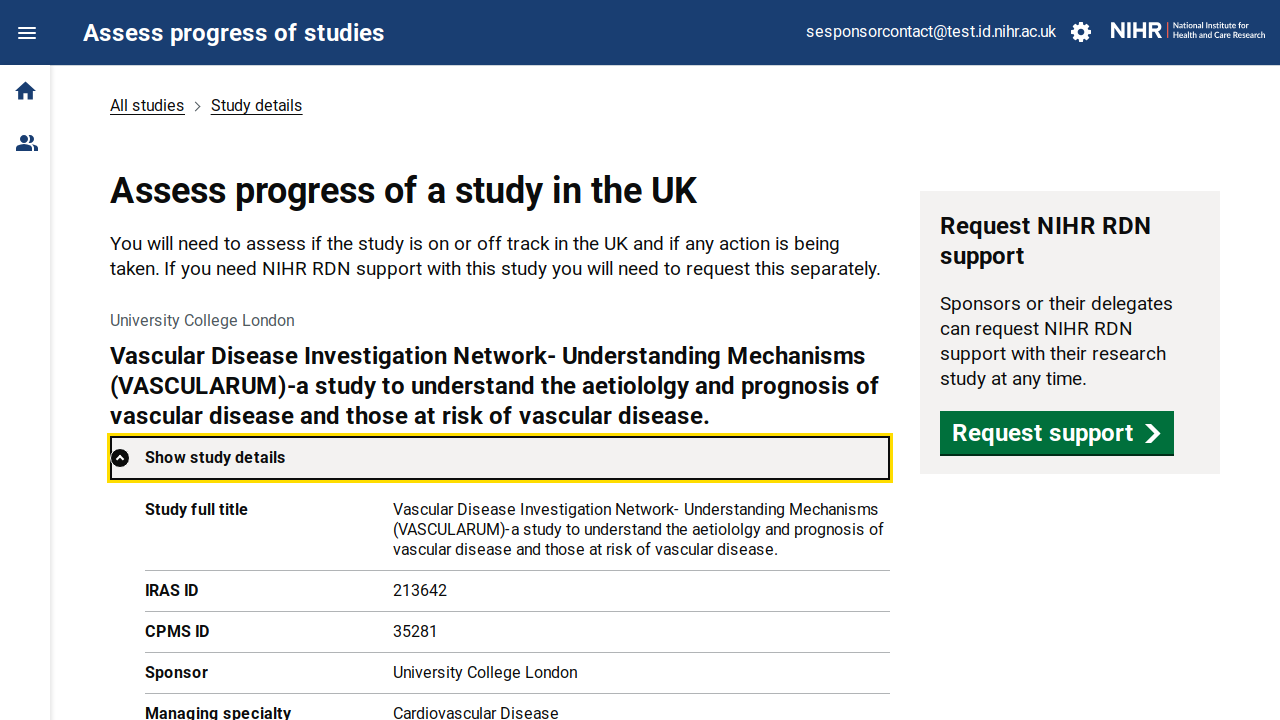 Assess progress of studies
sesponsorcontact@test.id.nihr.ac.uk
NIHR | National Institute for
Health and Care Research
All studies
Study details
Assess progress of a study in the UK
You will need to assess if the study is on or off track in the UK and if any action is being
taken. If you need NIHR RDN support with this study you will need to request this separately.
University College London
Vascular Disease Investigation Network- Understanding Mechanisms
(VASCULARUM)-a study to understand the aetiololgy and prognosis of
vascular disease and those at risk of vascular disease.
Show study details
Study full title
Vascular Disease Investigation Network- Understanding Mechanisms
(VASCULARUM)-a study to understand the aetiololgy and prognosis of
vascular disease and those at risk of vascular disease.
IRAS ID
213642
CPMS ID
35281
Sponsor
University College London
Managing specialty
Cardiovascular Disease
Request NIHR RDN
support
Sponsors or their delegates
can request NIHR RDN
support with their research
study at any time.
Request support